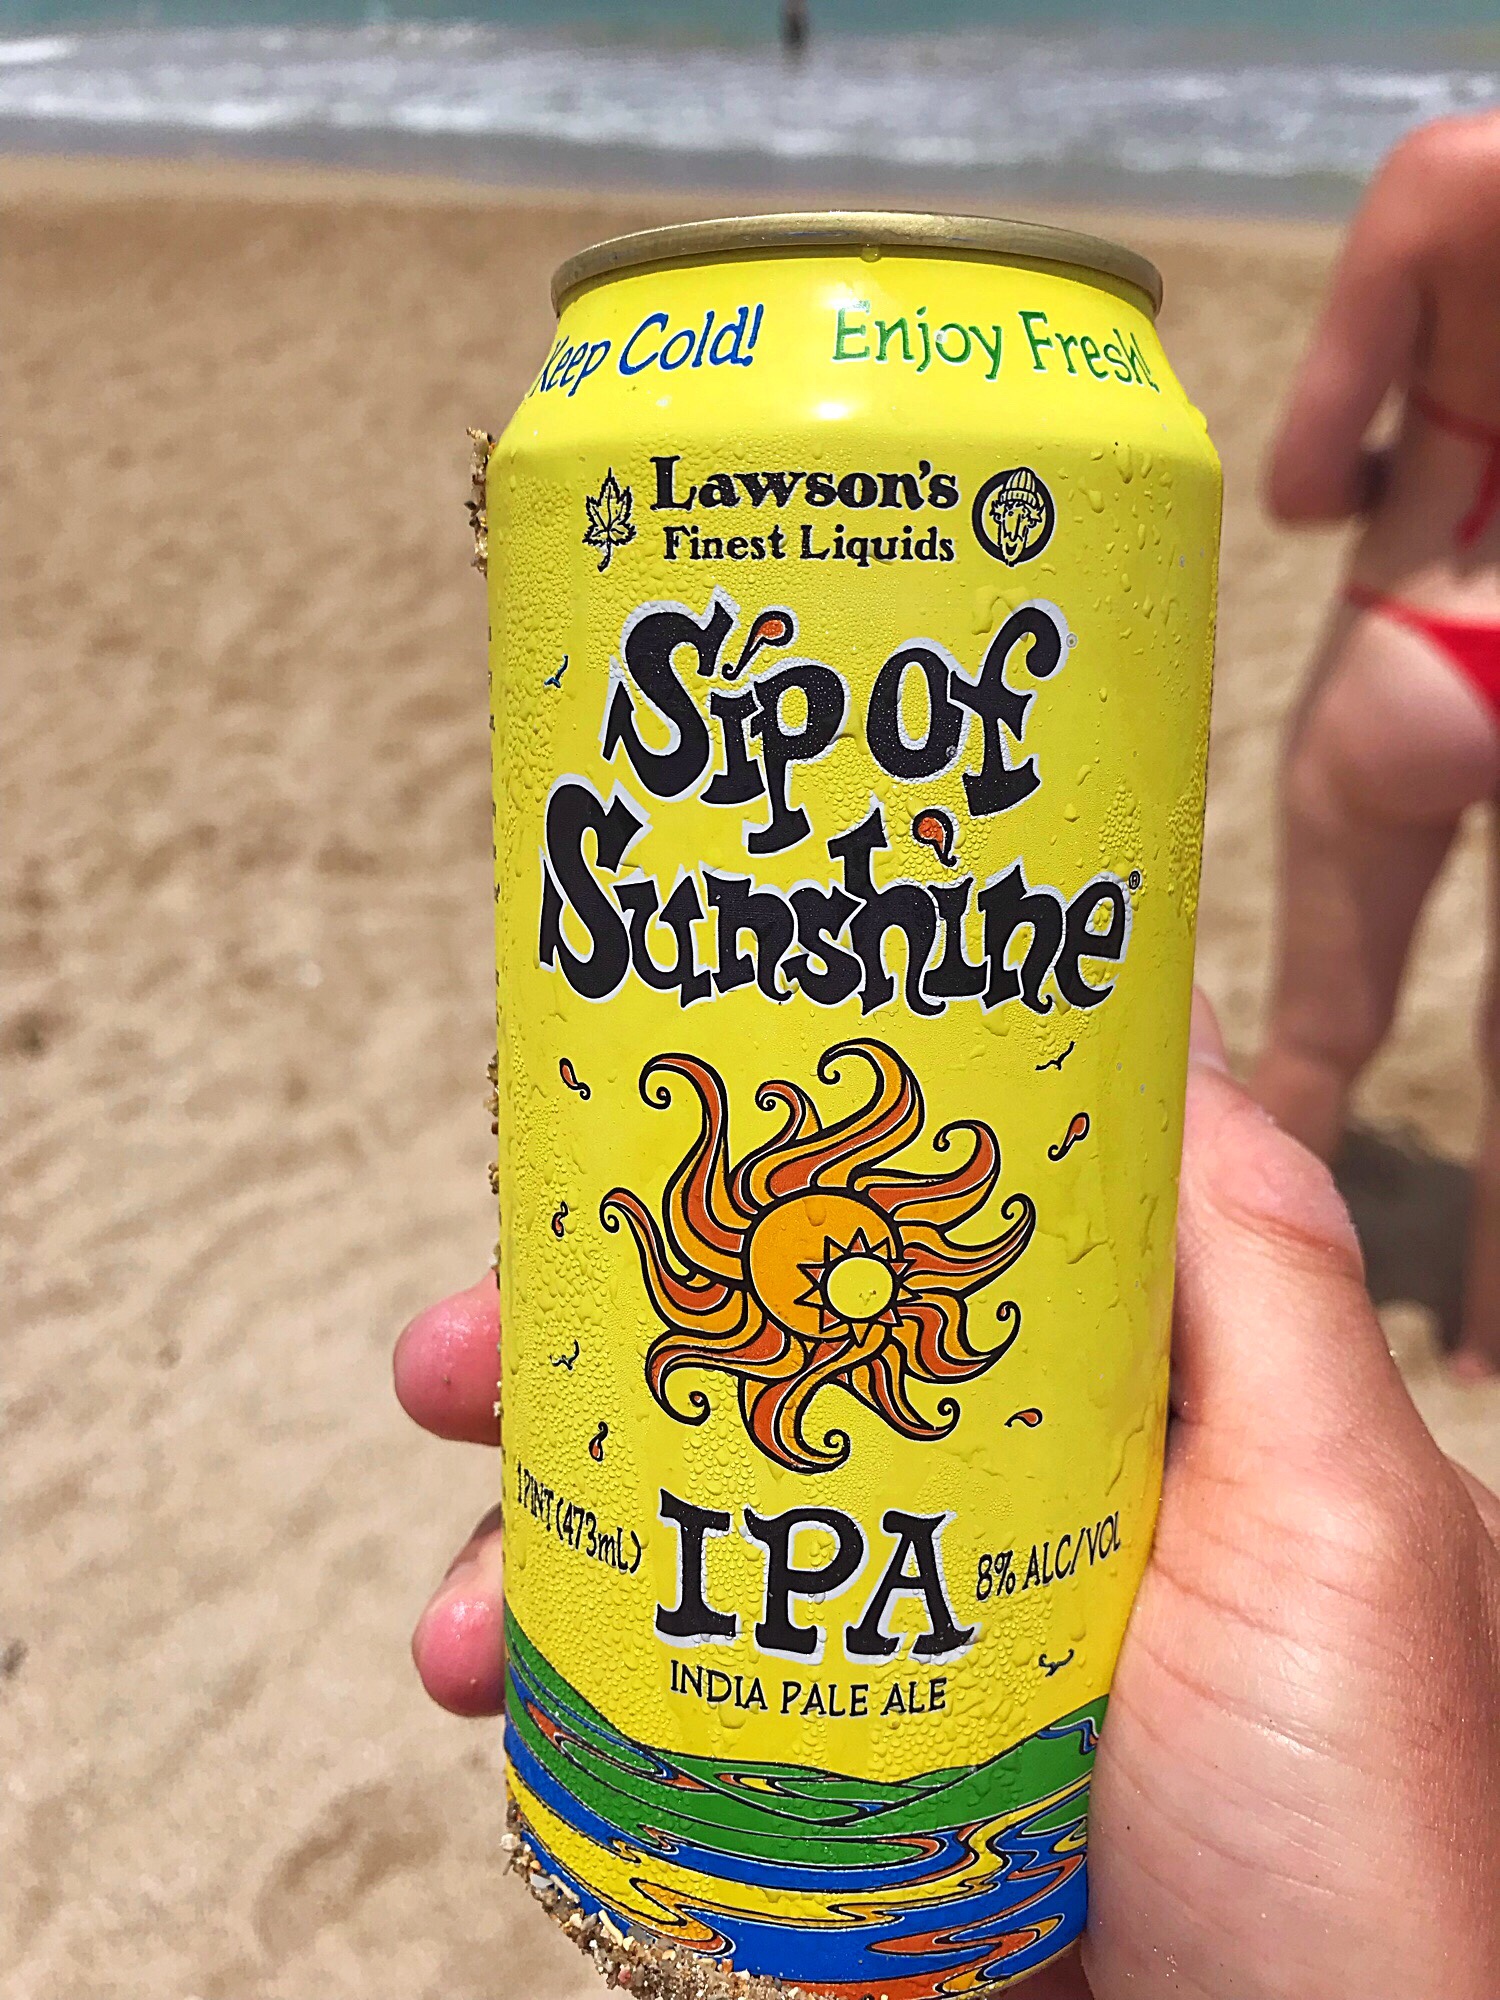 Keep Cold! Enjoy Fresh!
Lawson's
Finest Liquids
Sip of
Sunshine®
1 PINT (473mL) IPA 8% ALC/VOL
INDIA PALE ALE